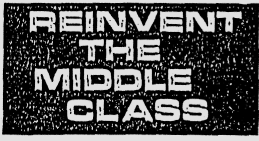 REINVENT
THE
MIDDLE
CLASS